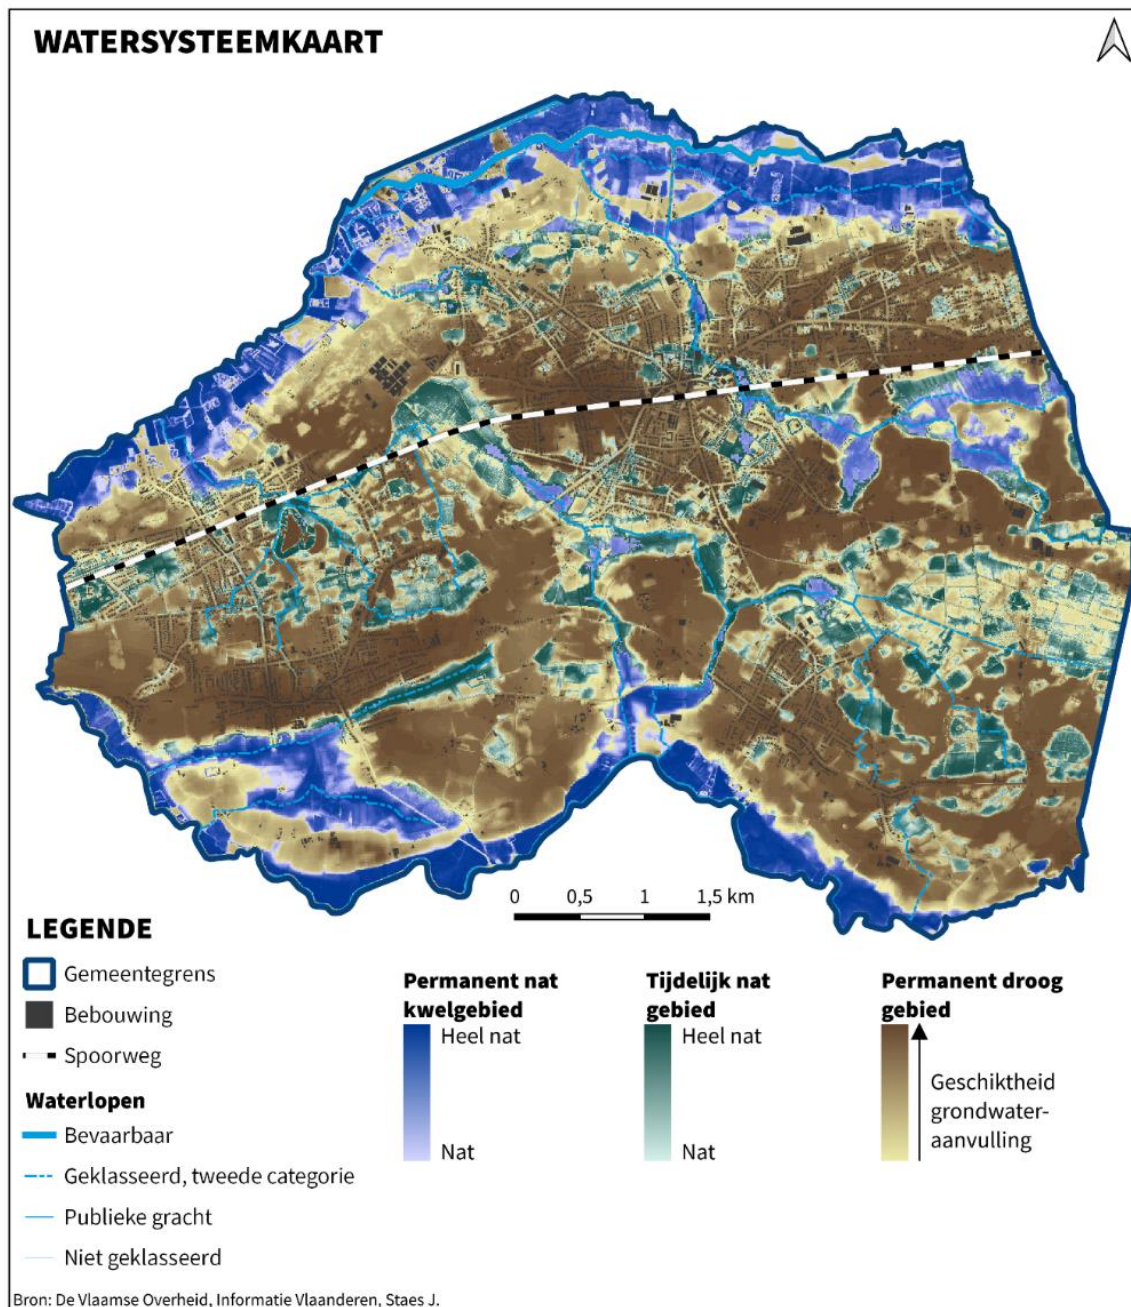 WATERSYSTEEMKAART
0 0,5 1 1,5 km
LEGENDE
Gemeentegrens
Bebouwing
Spoorweg
Waterlopen
Bevaarbaar
Geklasseerd, tweede categorie
Publieke gracht
Niet geklasseerd
Permanent nat
kwelgebied
Heel nat
Nat
Tijdelijk nat
gebied
Heel nat
Nat
Permanent droog
gebied
Geschiktheid
grondwater-
aanvulling
Bron: De Vlaamse Overheid, Informatie Vlaanderen, Staes J.